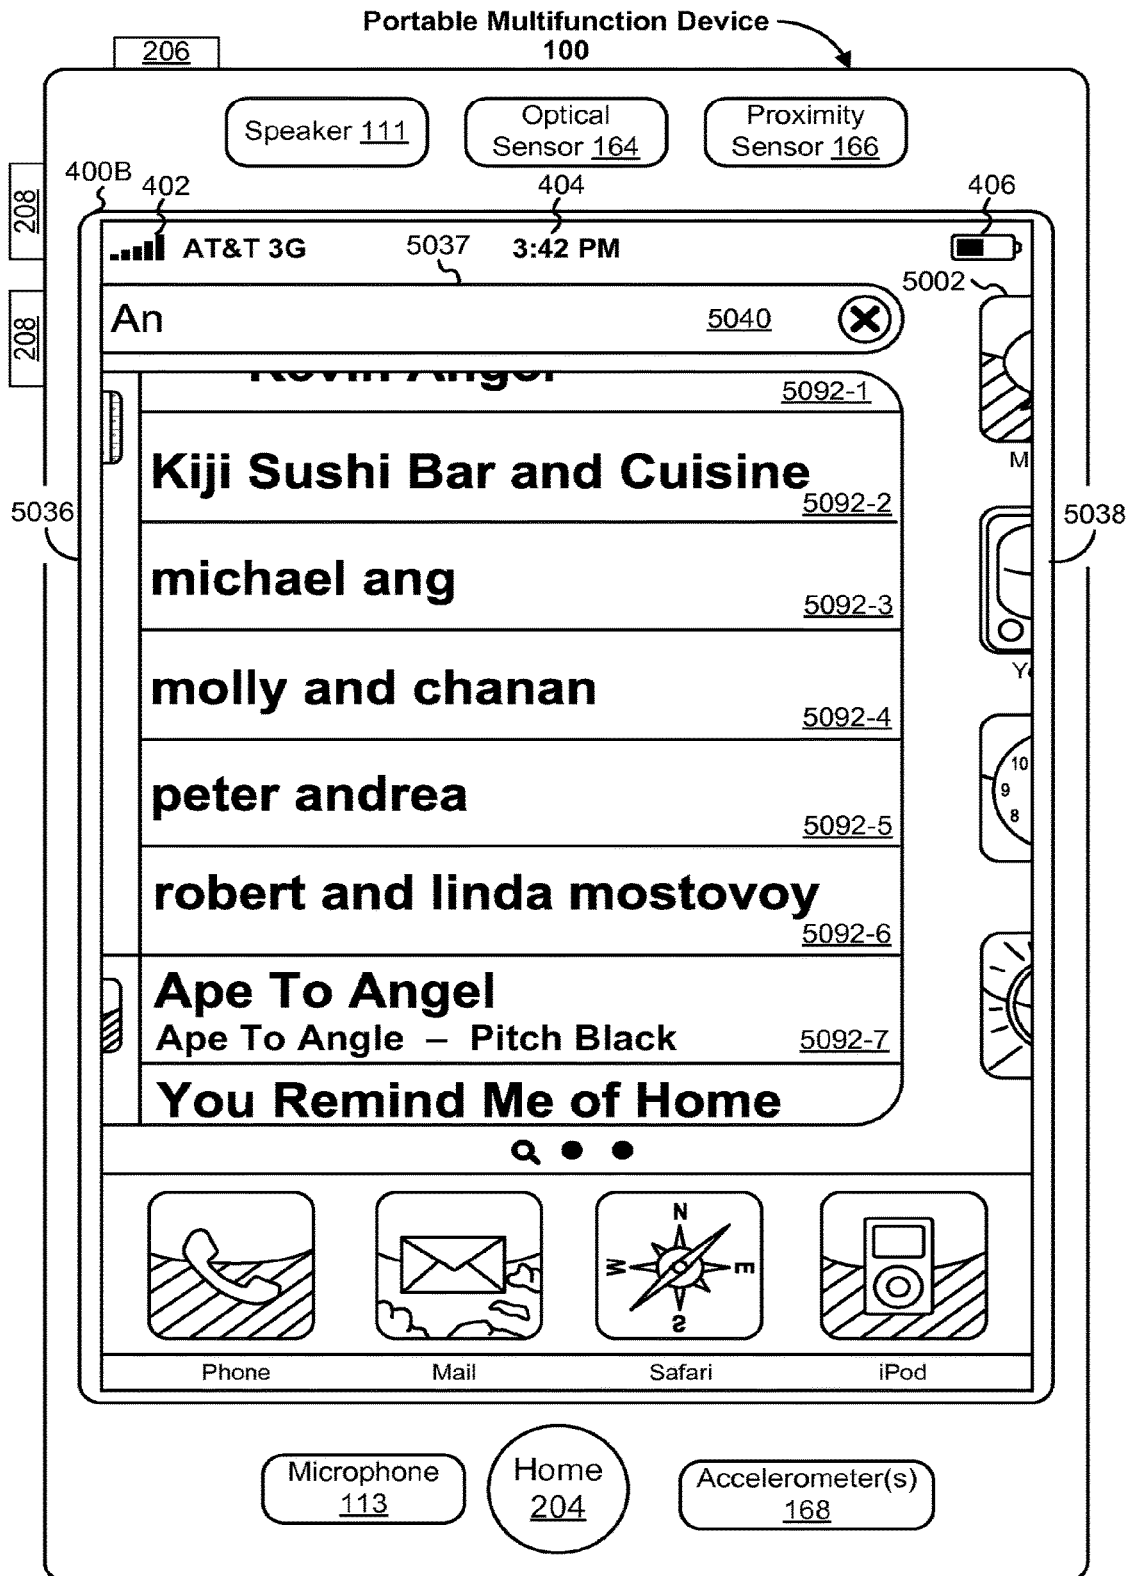 Portable Multifunction Device
100
206
Speaker 111
Optical
Sensor 164
Proximity
Sensor 166
208
208
400B
402
404
406
AT&T 3G
5037
3:42 PM
5002
An
5040
Kevin Angel
5092-1
M
Kiji Sushi Bar and Cuisine
5092-2
5036
5038
michael ang
5092-3
Y
molly and chanan
5092-4
10
9
8
peter andrea
5092-5
robert and linda mostovoy
5092-6
Ape To Angel
Ape To Angle – Pitch Black
5092-7
You Remind Me of Home
N
W
E
S
Phone
Mail
Safari
iPod
Microphone
113
Home
204
Accelerometer(s)
168